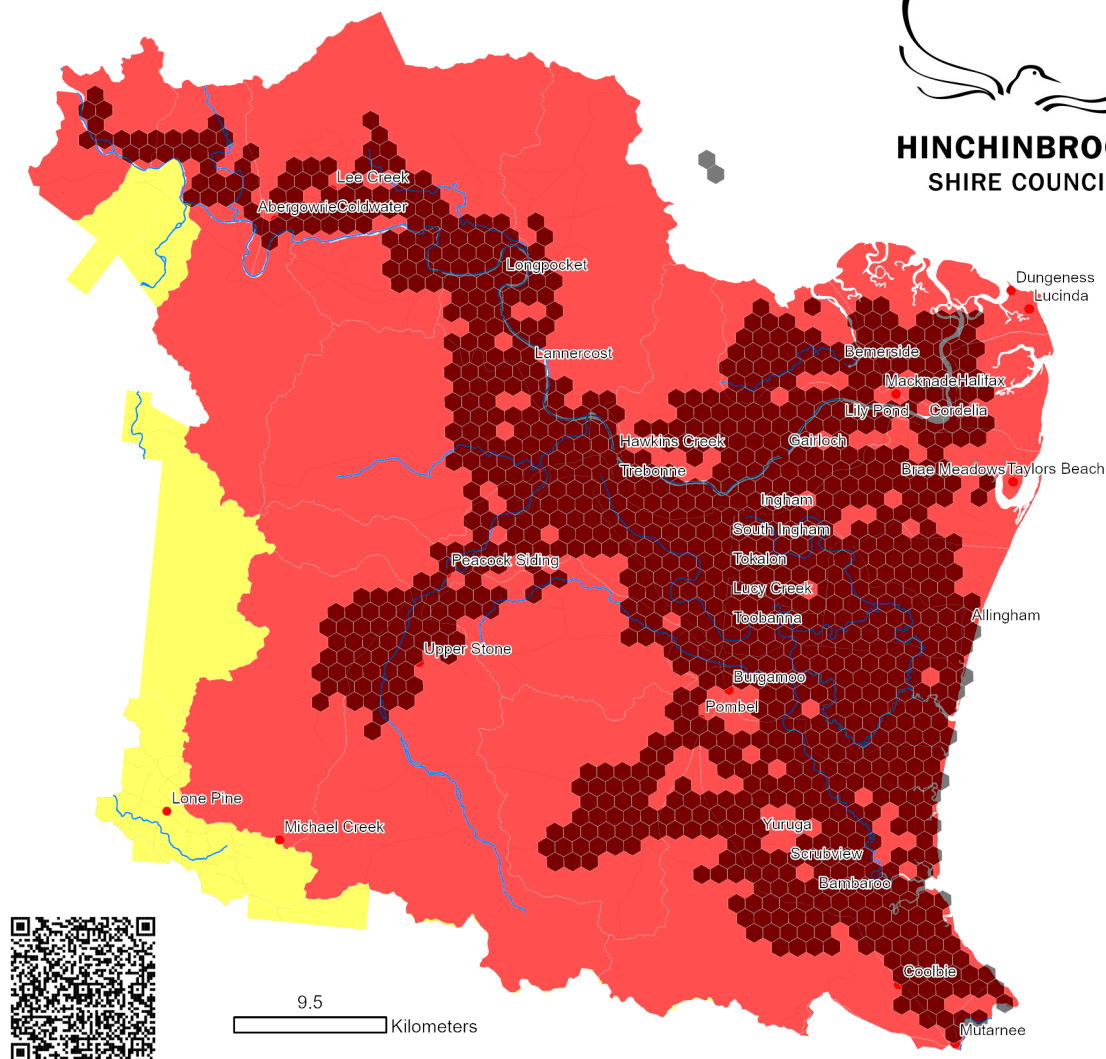 HINCHINBROO
SHIRE COUNCI
Lee Creek
AbergowrieColdwater
Longpocket
Dungeness
Lucinda
Lannercost
Bemerside
MacknadeHalifax
Lily Pond
Cordelia
Hawkins Creek
Gairloch
Trebonne
Brae MeadowsTaylors Beach
Ingham
South Ingham
Peacock Siding
Tokalon
Lucy Creek
Toobanna
Allingham
Upper Stone
Burgamoo
Pombel
Lone Pine
Michael Creek
Yuruga
Scrubview
Bambaroo
Coolbie
9.5
Kilometers
Mutarnee